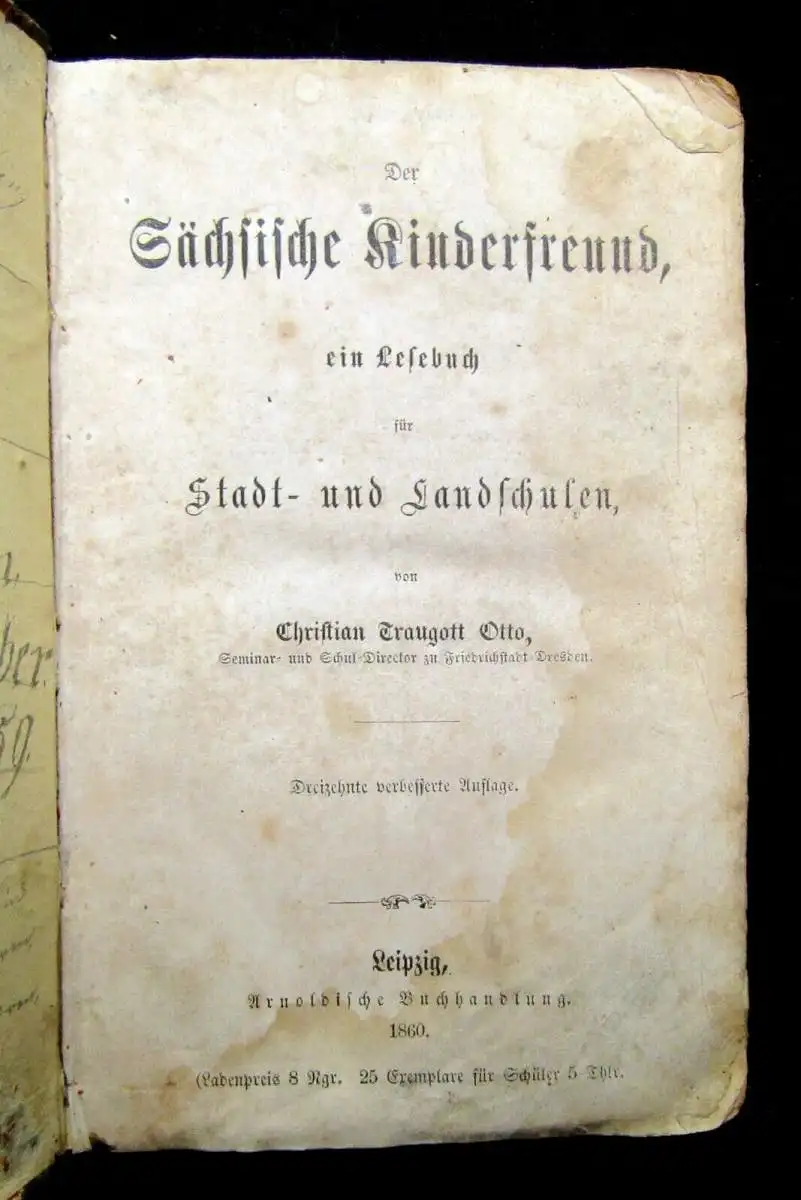 Der
Sächsische Kinderfreund,
ein Lesebuch
für
Stadt- und Landschulen,
von
Christian Traugott Otto,
Seminar- und Schul-Director zu Friedrichstadt-Dresden.
Dreizehnte verbesserte Auflage.
Leipzig,
Arnoldische Buchhandlung.
1860.
(Ladenpreis 8 Ngr. 25 Exemplare für Schüler 5 Thlr.